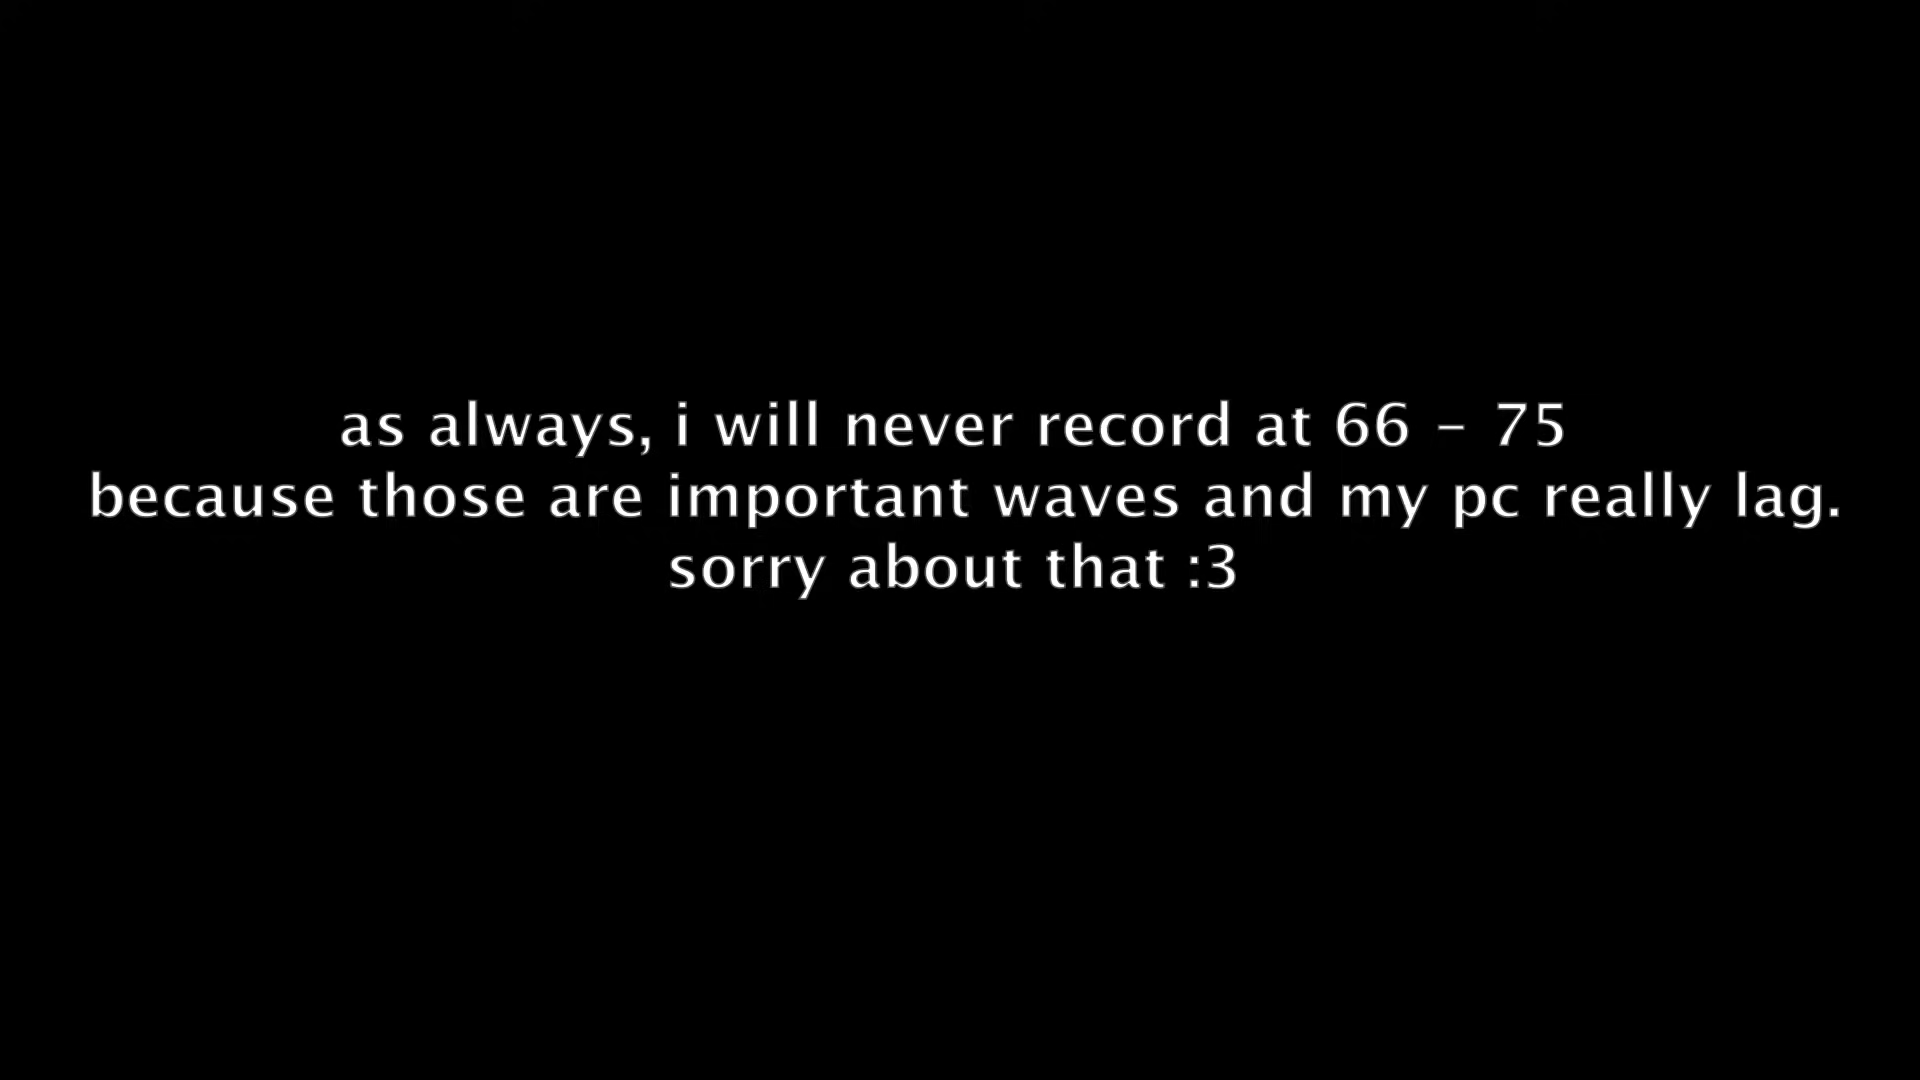 as always, i will never record at 66 - 75
because those are important waves and my pc really lag.
sorry about that :3